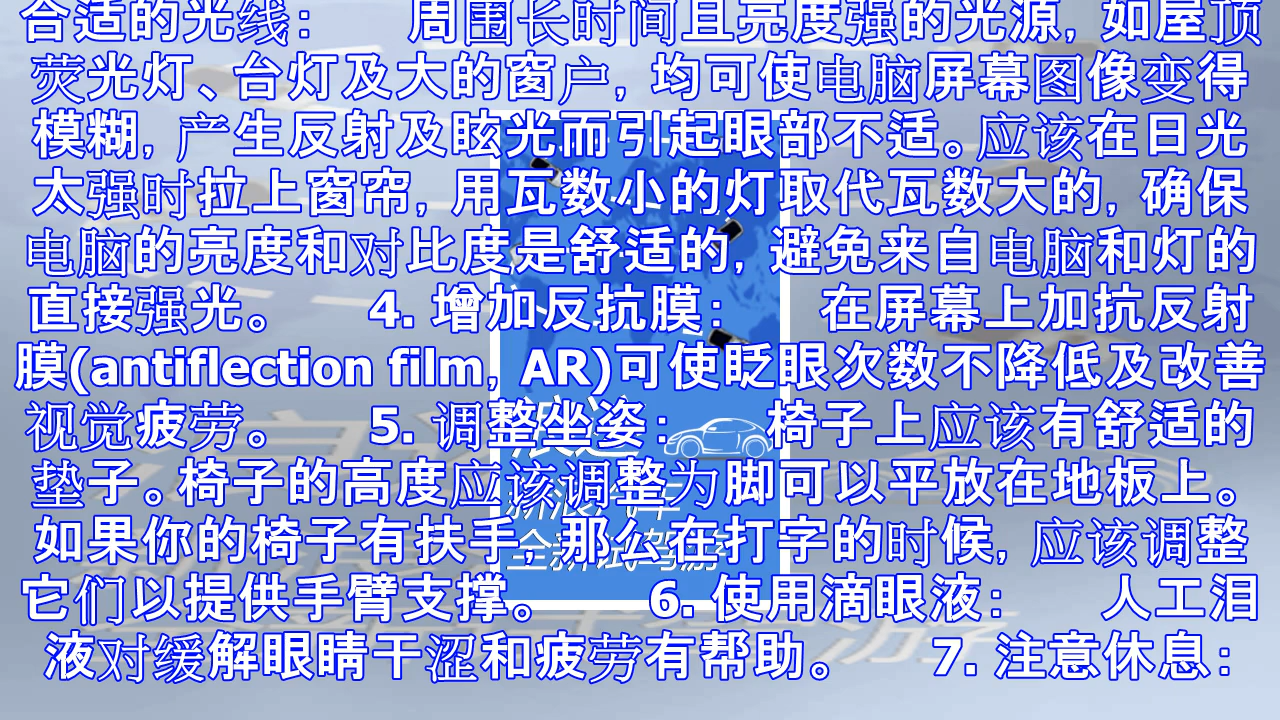 合适的光线： 周围长时间且亮度强的光源，如屋顶
荧光灯、台灯及大的窗户，均可使电脑屏幕图像变得
模糊，产生反射及眩光而引起眼部不适。应该在日光
太强时拉上窗帘，用瓦数小的灯取代瓦数大的，确保
电脑的亮度和对比度是舒适的，避免来自电脑和灯的
直接强光。 4. 增加反抗膜： 在屏幕上加抗反射
膜(antiflection film, AR)可使眨眼次数不降低及改善
视觉疲劳。 5. 调整坐姿： 椅子上应该有舒适的
垫子。椅子的高度应该调整为脚可以平放在地板上。
如果你的椅子有扶手，那么在打字的时候，应该调整
它们以提供手臂支撑。 6. 使用滴眼液： 人工泪
液对缓解眼睛干涩和疲劳有帮助。 7. 注意休息：
全新试驾游